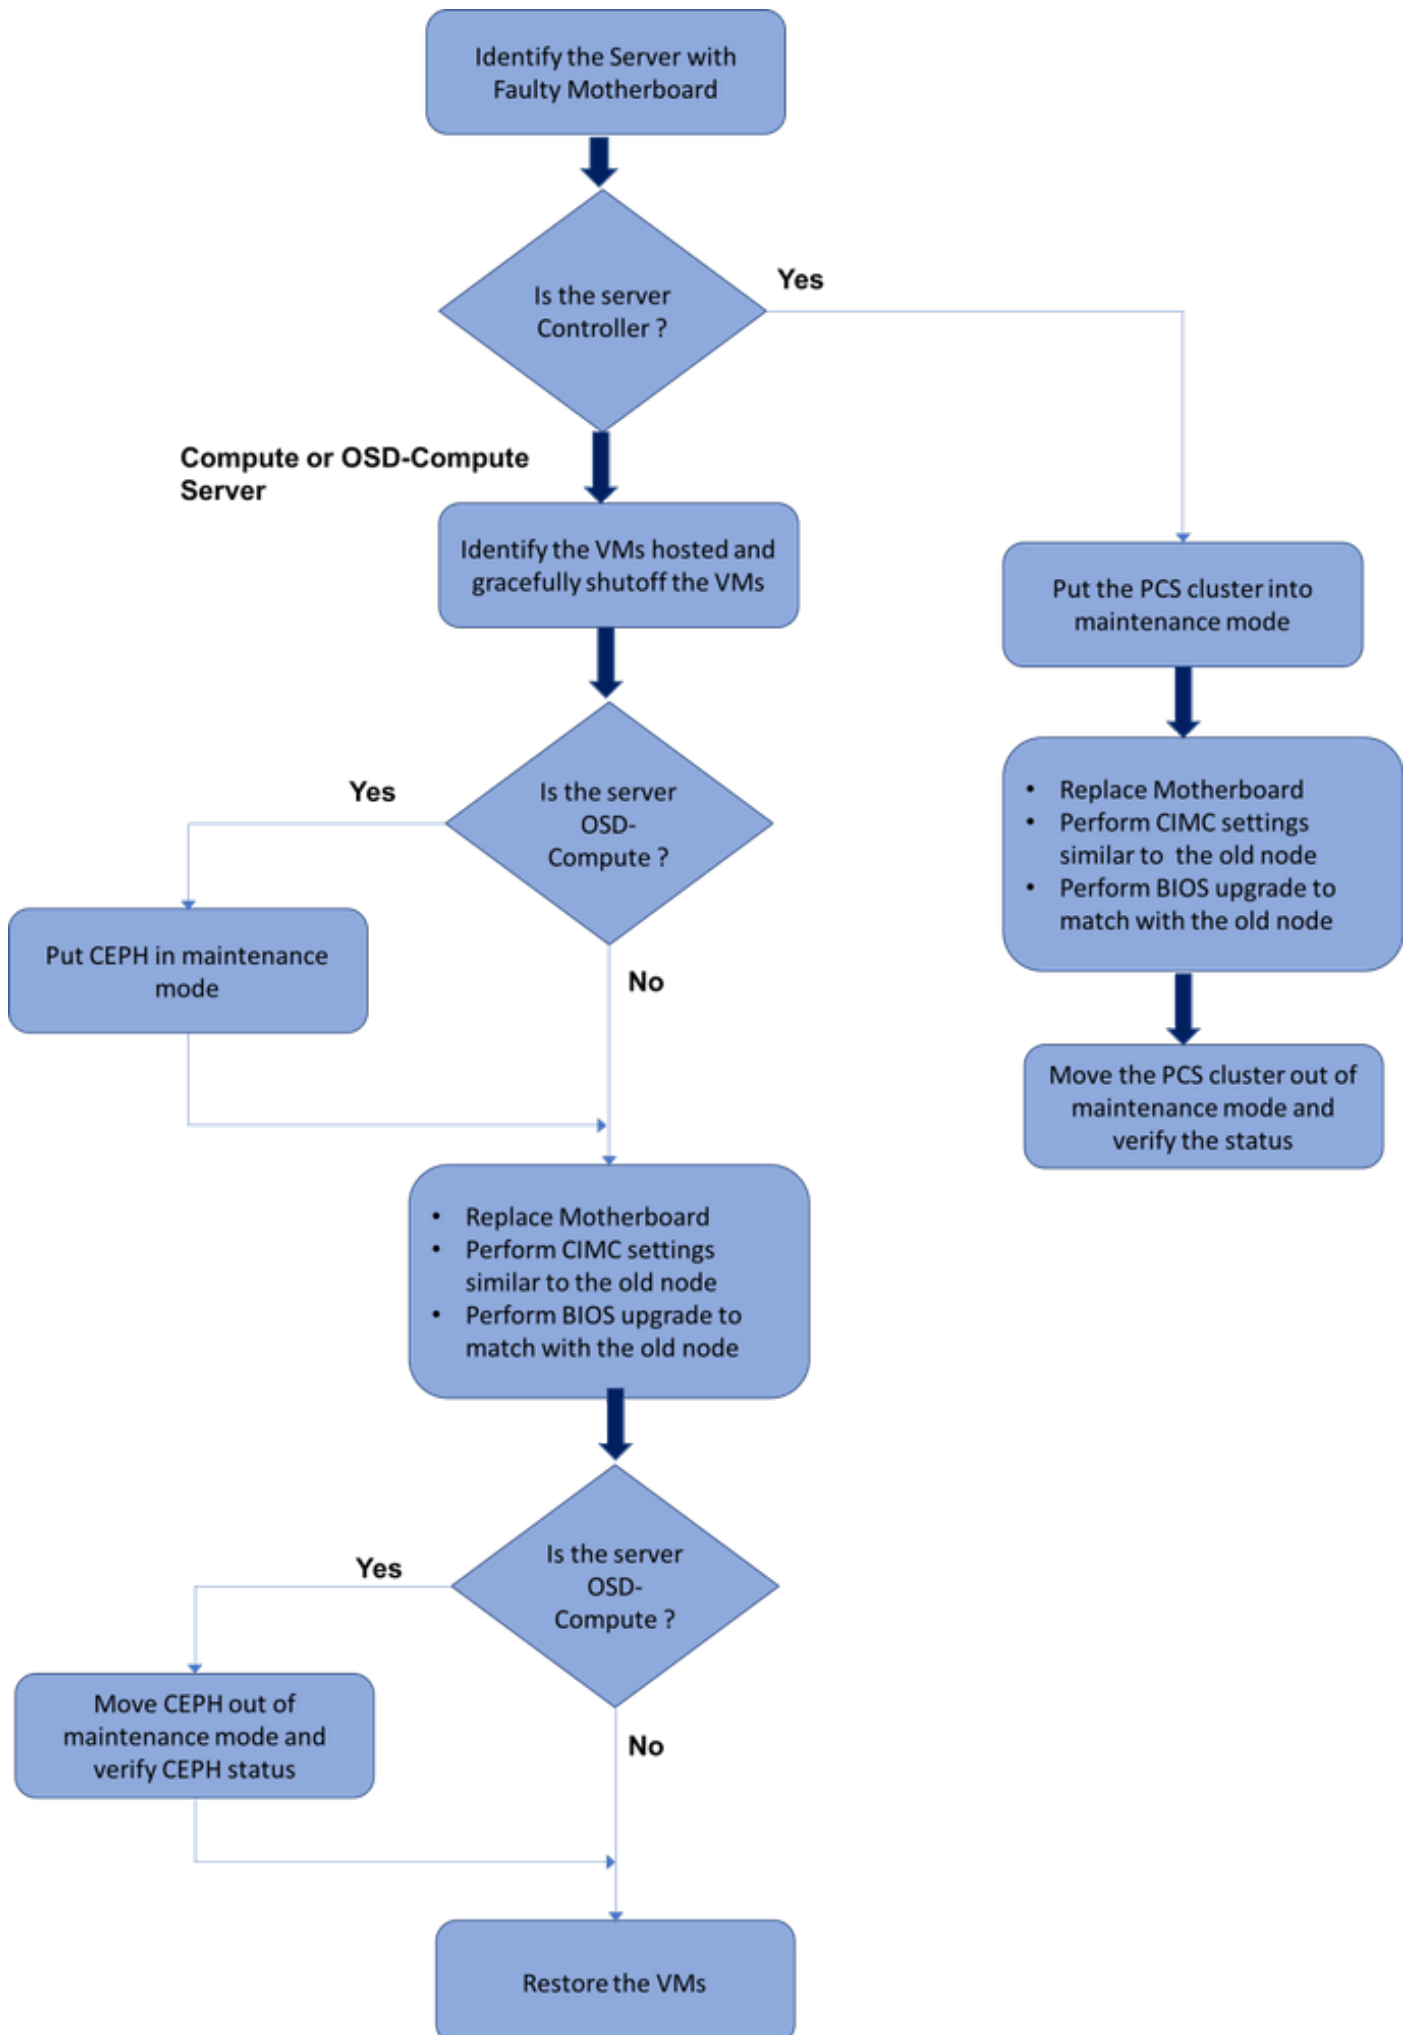 Identify the Server with
Faulty Motherboard
Is the server
Controller ?
Yes
Compute or OSD-Compute
Server
Identify the VMs hosted and
gracefully shutoff the VMs
Put the PCS cluster into
maintenance mode
Is the server
OSD-
Compute ?
Yes
No
Put CEPH in maintenance
mode
• Replace Motherboard
• Perform CIMC settings
similar to  the old node
• Perform BIOS upgrade to
match with the old node
Move the PCS cluster out of
maintenance mode and
verify the status
• Replace Motherboard
• Perform CIMC settings
similar to the old node
• Perform BIOS upgrade to
match with the old node
Is the server
OSD-
Compute ?
Yes
No
Move CEPH out of
maintenance mode and
verify CEPH status
Restore the VMs